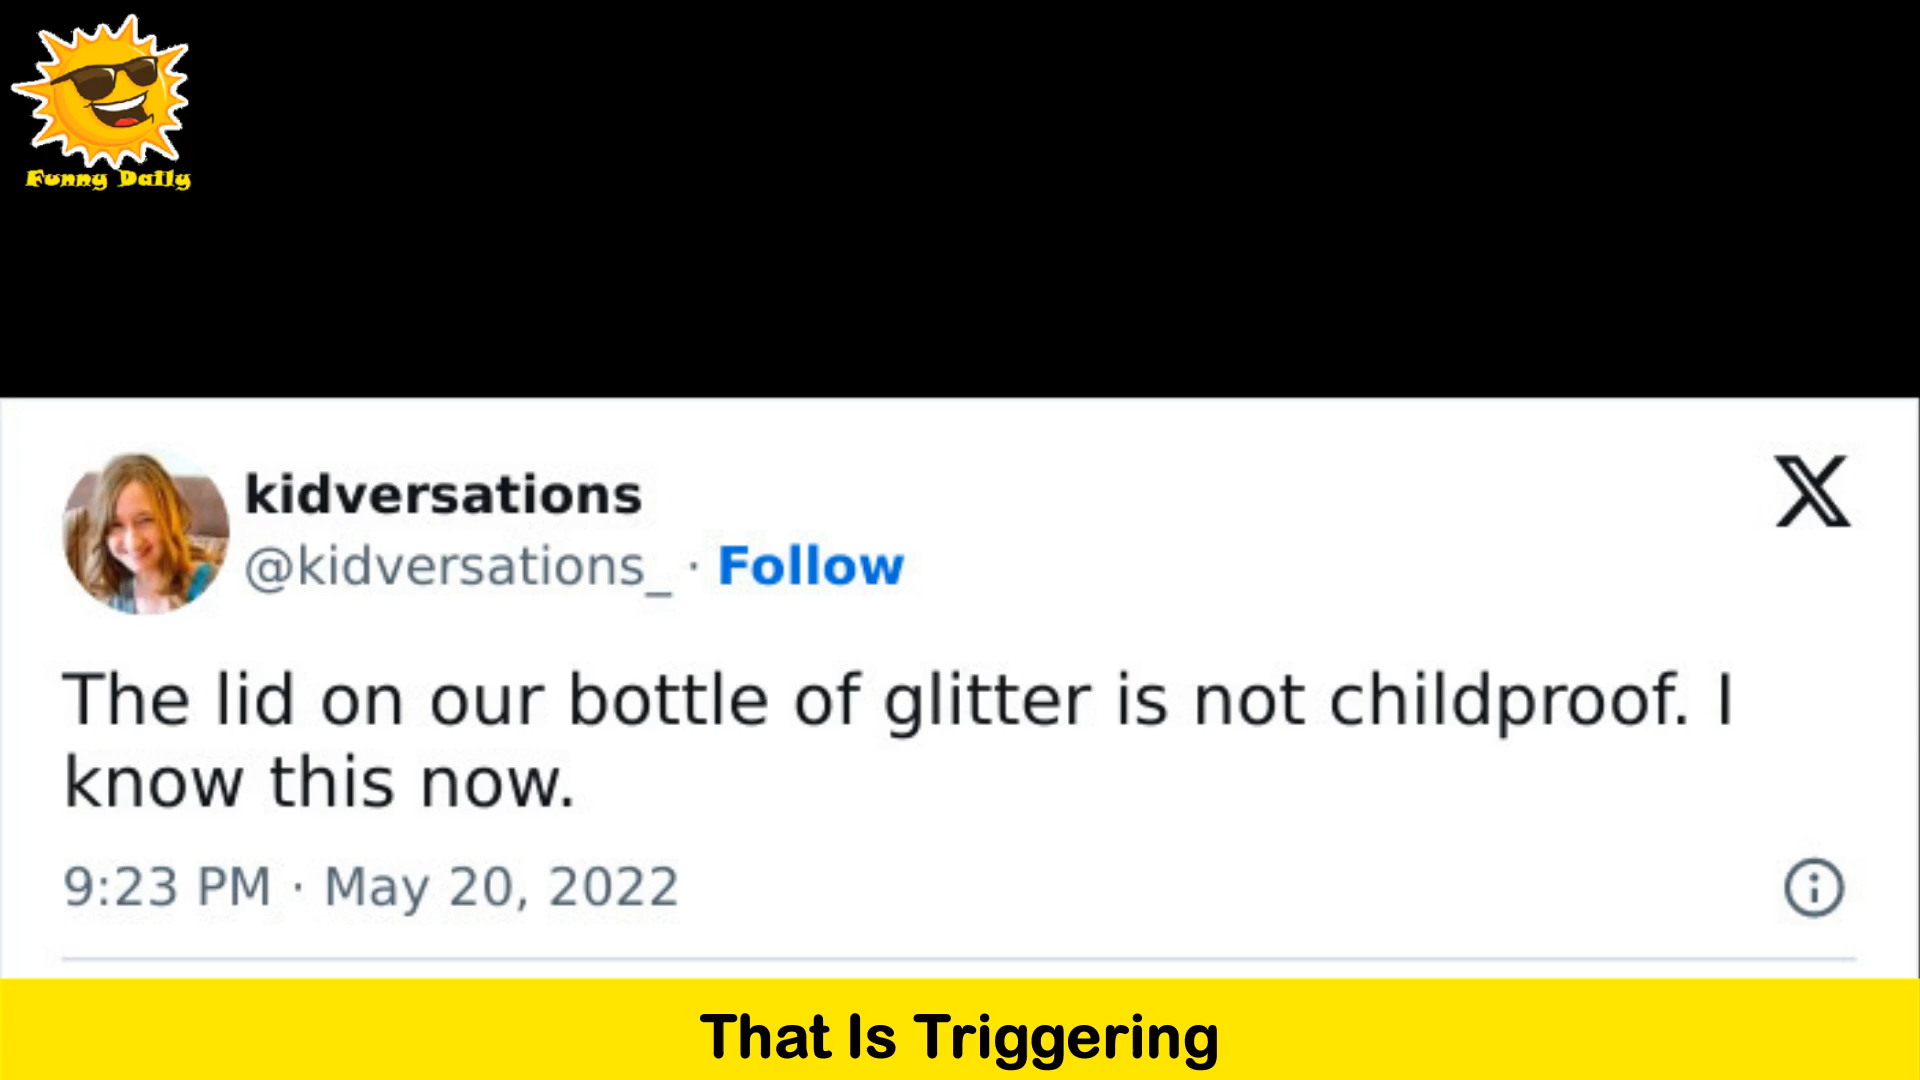 Funny Daily
kidversations
@kidversations_ · Follow
The lid on our bottle of glitter is not childproof. I
know this now.
9:23 PM · May 20, 2022
That Is Triggering